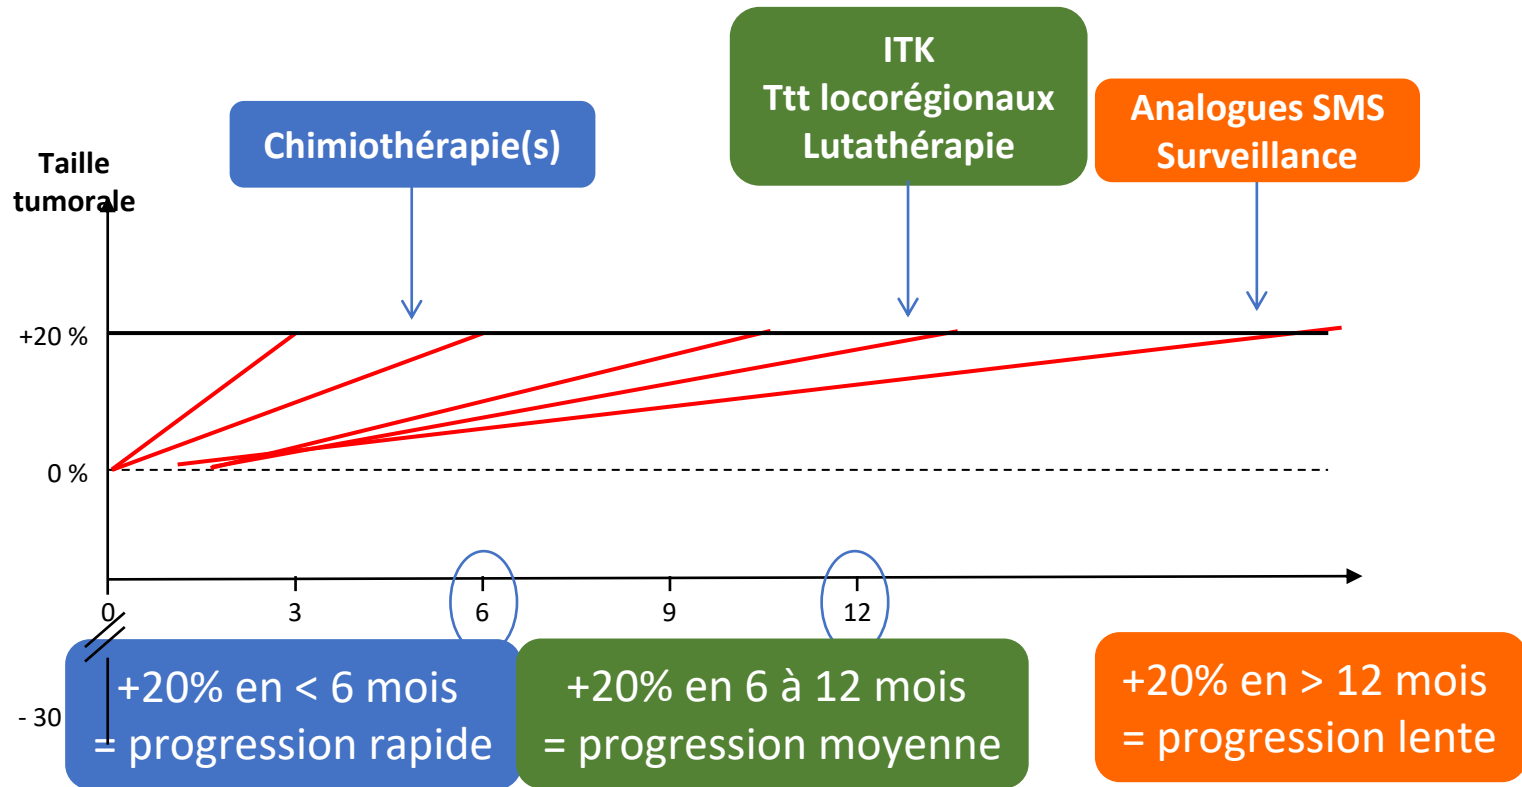 ITK
Ttt locorégionaux
Lutathérapie
Chimiothérapie(s)
Analogues SMS
Surveillance
Taille
tumorale
+20 %
0 %
0
3
6
9
12
- 30
+20% en < 6 mois
= progression rapide
+20% en 6 à 12 mois
= progression moyenne
+20% en > 12 mois
= progression lente